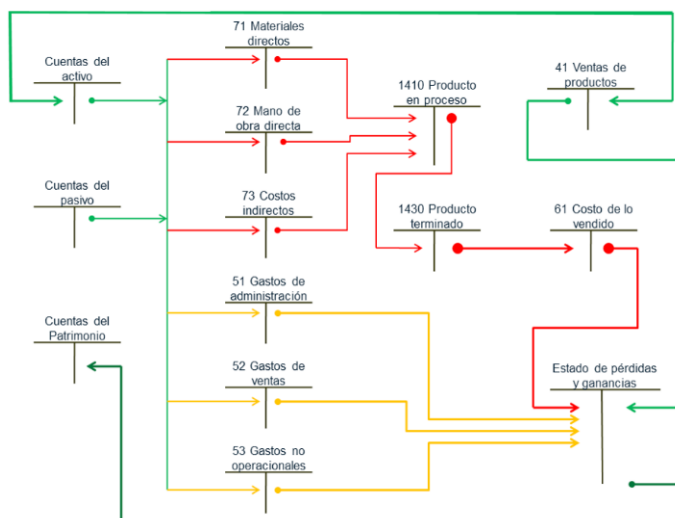 71 Materiales
directos
Cuentas del
activo
1410 Producto
en proceso
41 Ventas de
productos
72 Mano de
obra directa
Cuentas del
pasivo
73 Costos
indirectos
1430 Producto
terminado
61 Costo de lo
vendido
51 Gastos de
administración
Cuentas del
Patrimonio
52 Gastos de
ventas
Estado de pérdidas
y ganancias
53 Gastos no
operacionales